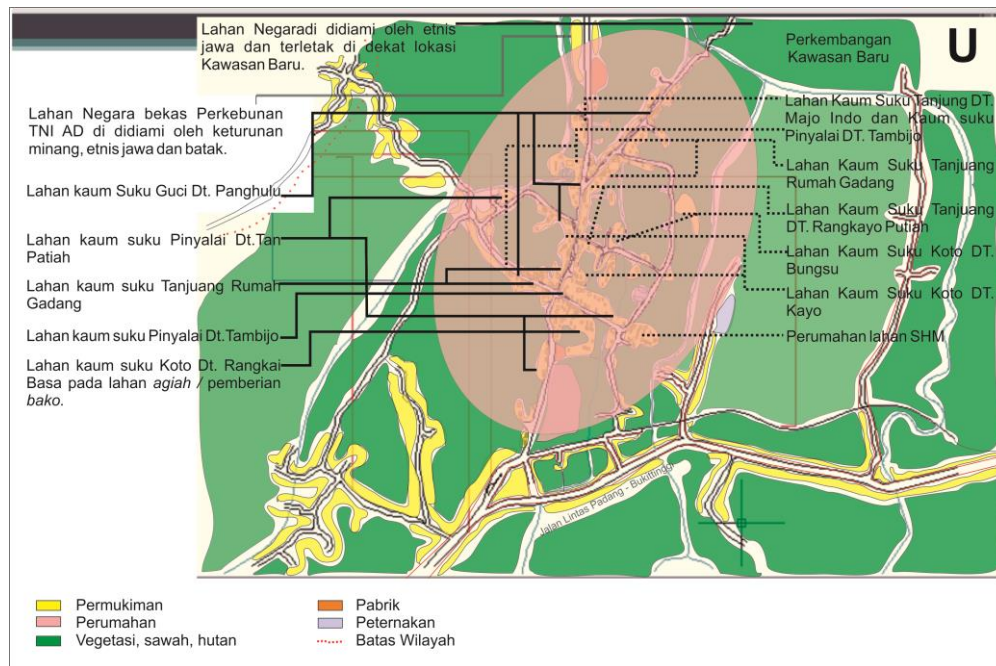 Lahan Negaradi didiami oleh etnis
jawa dan terletak di dekat lokasi
Kawasan Baru.
Perkembangan
Kawasan Baru
U
Lahan Negara bekas Perkebunan
TNI AD di didiami oleh keturunan
minang, etnis jawa dan batak.
Lahan kaum Suku Guci Dt. Panghulu
Lahan kaum suku Pinyalai Dt.Tan
Patiah
Lahan kaum suku Tanjuang Rumah
Gadang
Lahan kaum suku Pinyalai Dt.Tambijo
Lahan kaum suku Koto Dt. Rangkai
Basa pada lahan agiah / pemberian
bako.
Lahan Kaum Suku Tanjung DT.
Majo Indo dan Kaum suku
Pinyalai DT. Tambijo
Lahan Kaum Suku Tanjuang
Rumah Gadang
Lahan Kaum Suku Tanjuang
DT. Rangkayo Putiah
Lahan Kaum Suku Koto DT.
Bungsu
Lahan Kaum Suku Koto DT.
Kayo
Perumahan lahan SHM
Jalan Lintas Padang - Bukittinggi
Permukiman
Perumahan
Vegetasi, sawah, hutan
Pabrik
Peternakan
Batas Wilayah